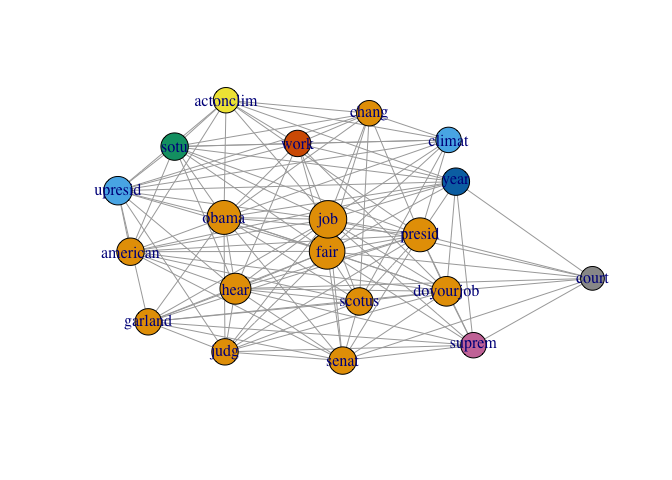 actonclim
chang
climat
work
sotu
year
upresid
obama
job
presid
american
fair
court
hear
doyourjob
scotus
garland
suprem
judg
senat